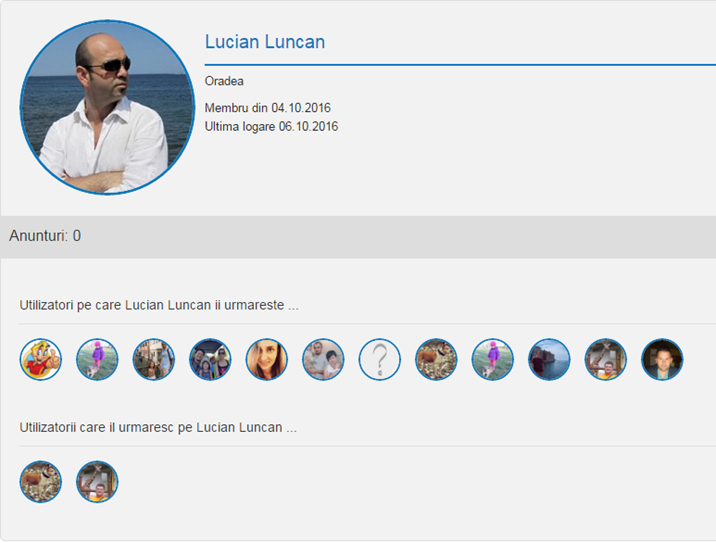 Lucian Luncan
Oradea
Membru din 04.10.2016
Ultima logare 06.10.2016
Anunturi: 0
Utilizatori pe care Lucian Luncan ii urmareste ...
?
Utilizatorii care il urmaresc pe Lucian Luncan ...